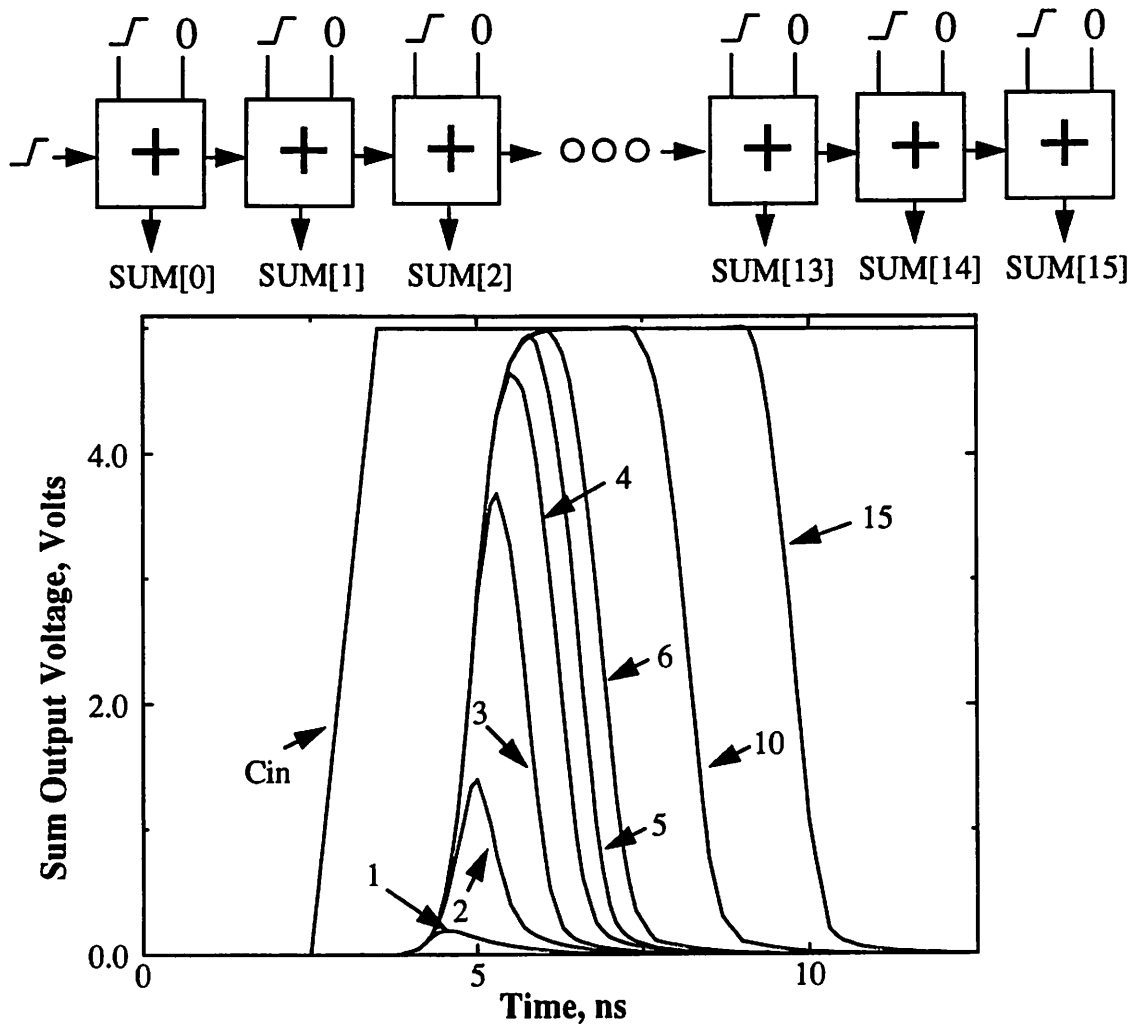 0 0 0 0 0 0
+ + + + + +
SUM[0] SUM[1] SUM[2] SUM[13] SUM[14] SUM[15]
4.0
2.0
0.0
Sum Output Voltage, Volts
Cin
1
2
3
4
5
6
10
15
0 5 10
Time, ns